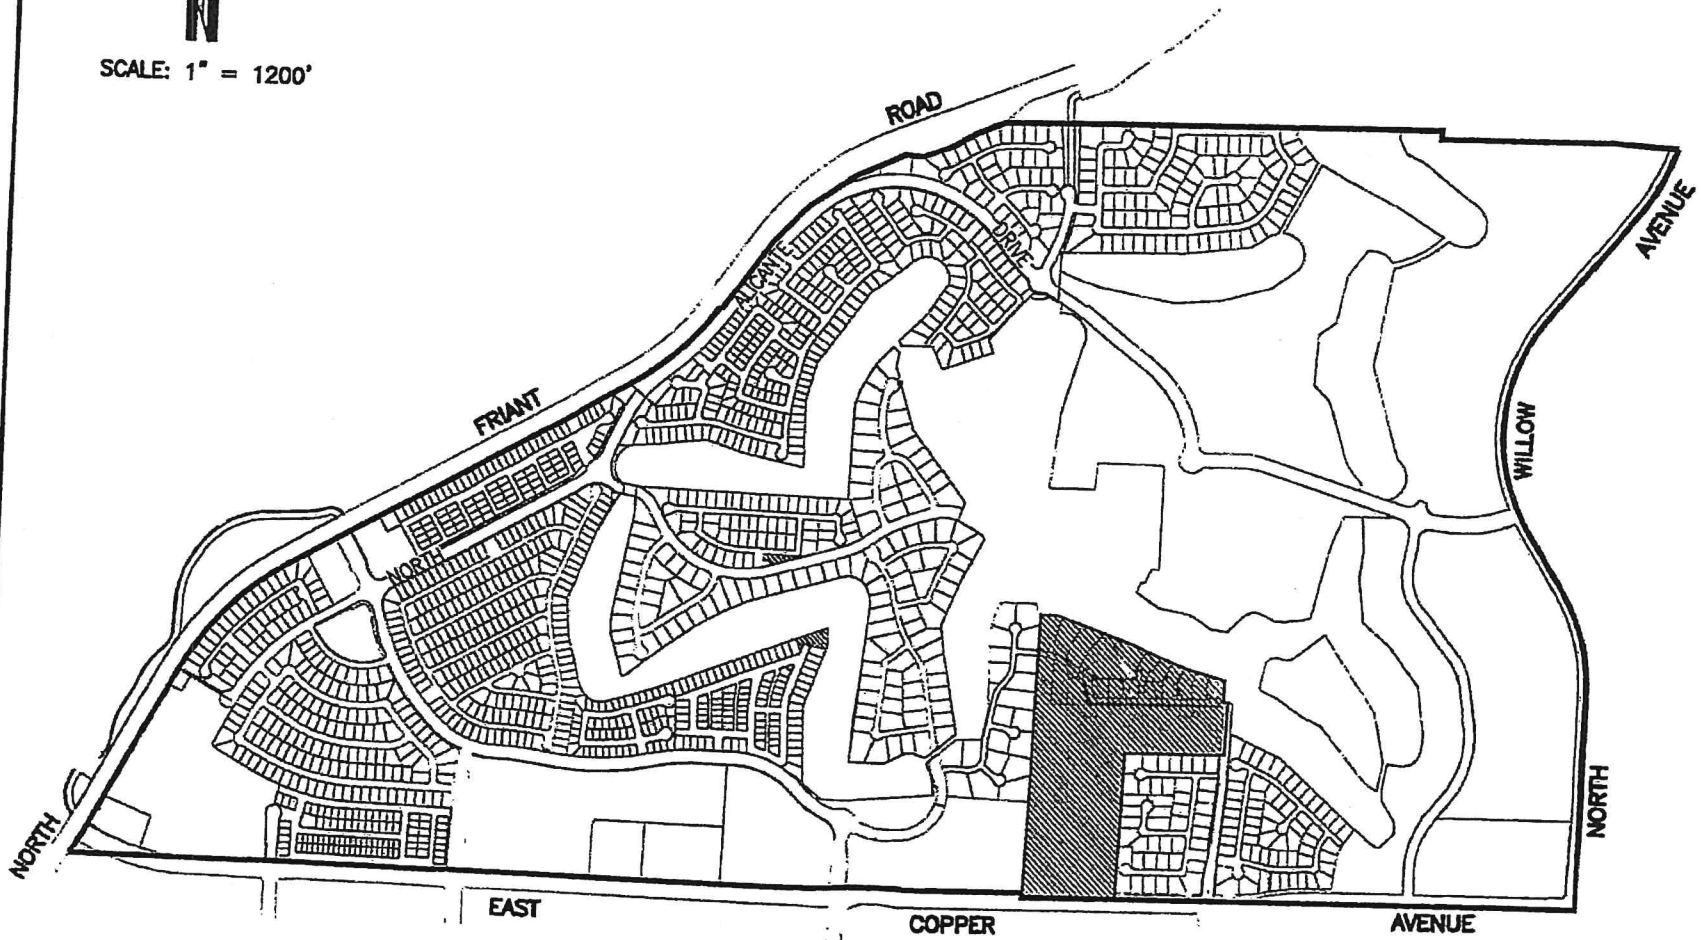 N
SCALE: 1" = 1200'
ROAD
AVENUE
DRIVE
ALICANTE
FRIANT
WILLOW
NORTH
NORTH
NORTH
EAST
COPPER
AVENUE